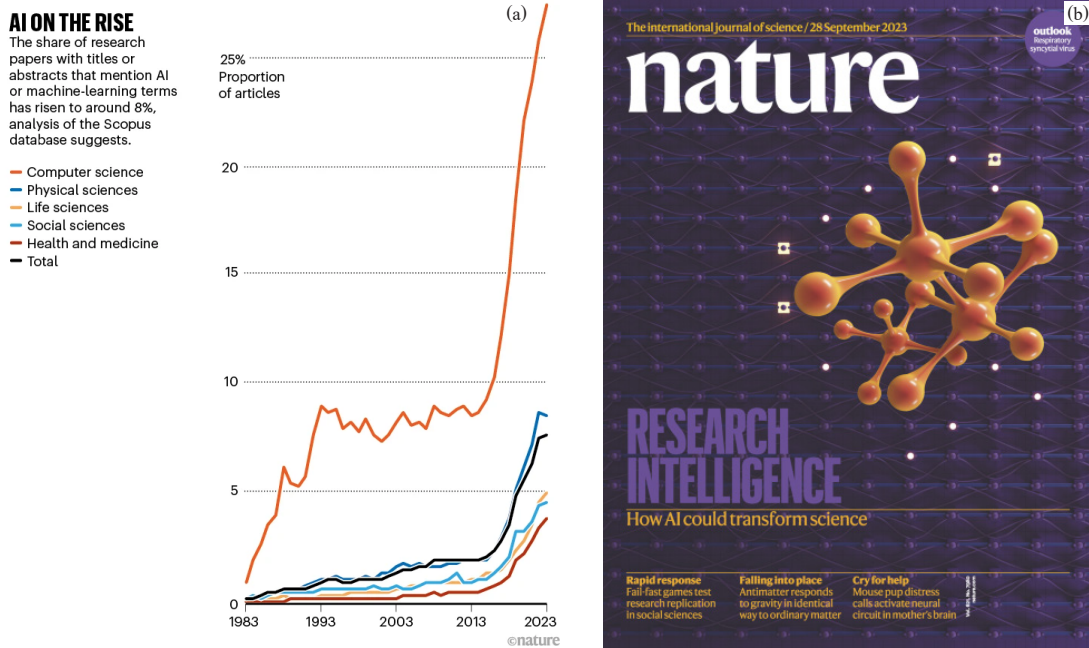 AI ON THE RISE
The share of research
papers with titles or
abstracts that mention AI
or machine-learning terms
has risen to around 8%,
analysis of the Scopus
database suggests.
Computer science
Physical sciences
Life sciences
Social sciences
Health and medicine
Total
(a)
25%
Proportion
of articles
20
15
10
5
0
1983
1993
2003
2013
2023
©nature
(b)
The international journal of science / 28 September 2023
outlook
Respiratory
syncytial virus
nature
RESEARCH
INTELLIGENCE
How AI could transform science
Rapid response
Fail-fast games test
research replication
in social sciences
Falling into place
Antimatter responds
to gravity in identical
way to ordinary matter
Cry for help
Mouse pup distress
calls activate neural
circuit in mother's brain